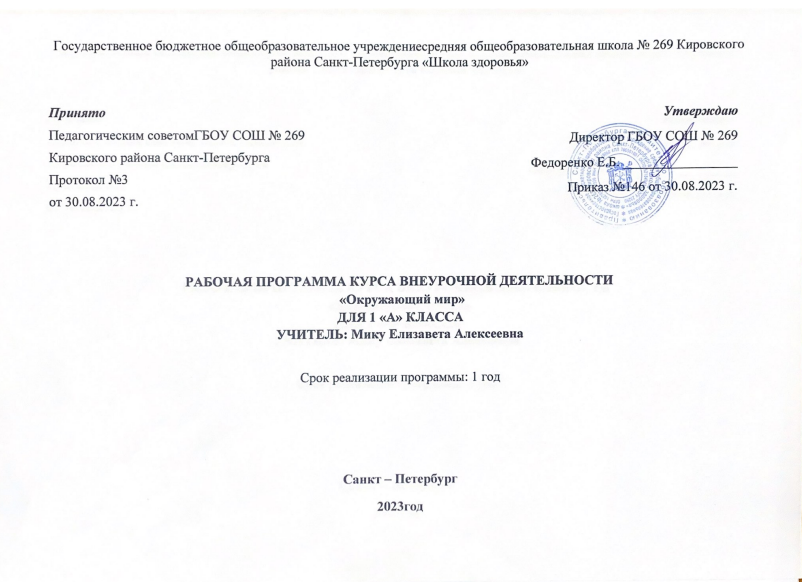 Государственное бюджетное общеобразовательное учреждениесредняя общеобразовательная школа № 269 Кировского
района Санкт-Петербурга «Школа здоровья»
Принято
Утверждаю
Педагогическим советомГБОУ СОШ № 269
Директор ГБОУ СОШ № 269
Кировского района Санкт-Петербурга
Федоренко Е.Б.
Протокол №3
Приказ №146 от 30.08.2023 г.
от 30.08.2023 г.
РАБОЧАЯ ПРОГРАММА КУРСА ВНЕУРОЧНОЙ ДЕЯТЕЛЬНОСТИ
«Окружающий мир»
ДЛЯ 1 «А» КЛАССА
УЧИТЕЛЬ: Мику Елизавета Алексеевна
Срок реализации программы: 1 год
Санкт – Петербург
2023год